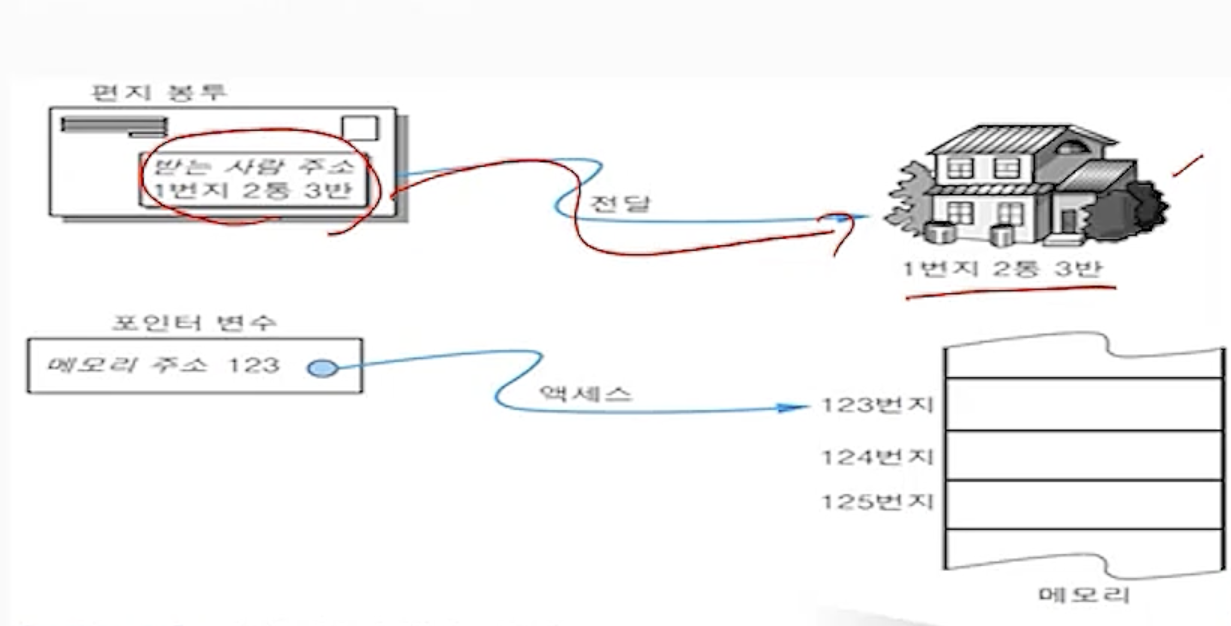 편지 봉투
받는 사람 주소
1번지 2통 3반
전달
1번지 2통 3반
포인터 변수
메모리 주소 123
액세스
123번지
124번지
125번지
메모리